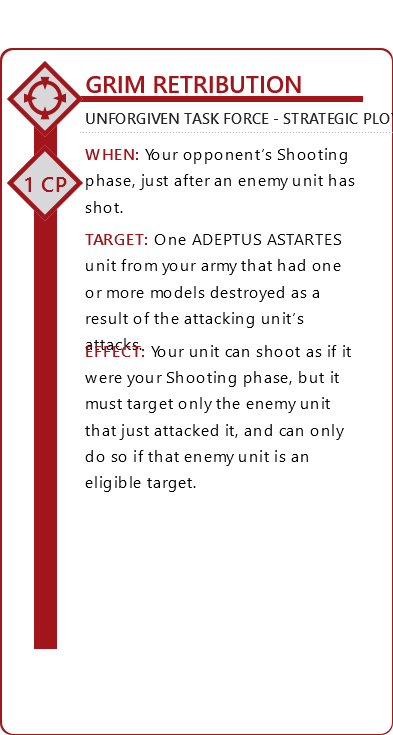 GRIM RETRIBUTION
UNFORGIVEN TASK FORCE - STRATEGIC PLO
1 CP
WHEN: Your opponent's Shooting
phase, just after an enemy unit has
shot.
TARGET: One ADEPTUS ASTARTES
unit from your army that had one
or more models destroyed as a
result of the attacking unit's
attacks.
EFFECT: Your unit can shoot as if it
were your Shooting phase, but it
must target only the enemy unit
that just attacked it, and can only
do so if that enemy unit is an
eligible target.